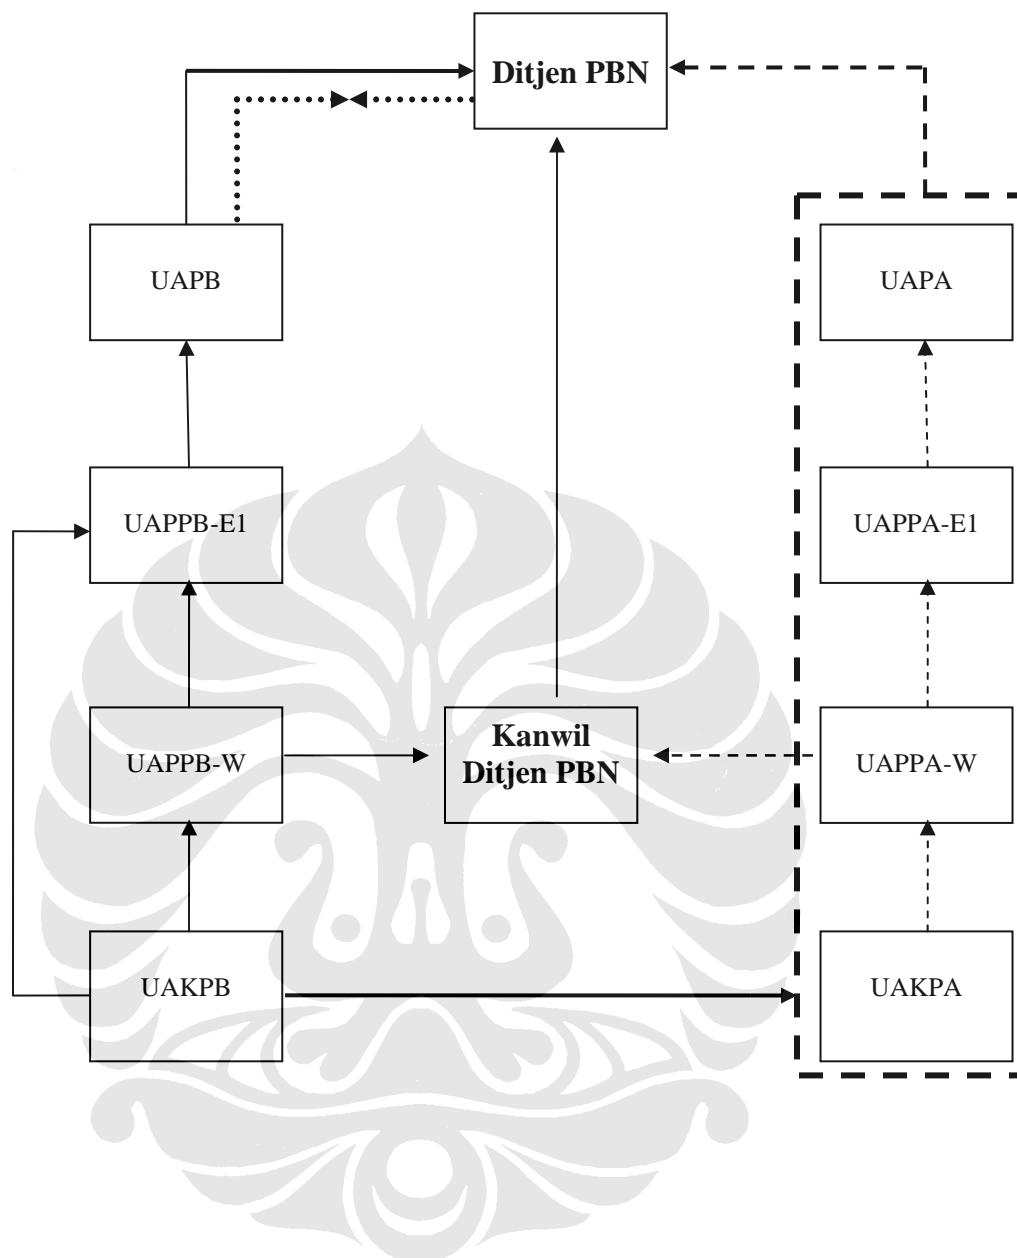 Ditjen PBN
UAPB
UAPA
UAPPB-E1
UAPPA-E1
UAPPB-W
Kanwil
Ditjen PBN
UAPPA-W
UAKPB
UAKPA